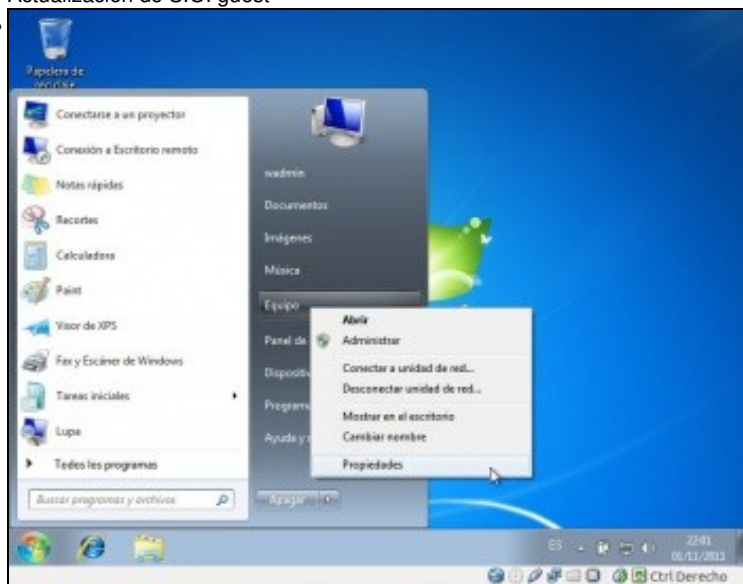 Actualización de S.O. guest
Papelera de
reciclaje
Conectarse a un proyector
Conexión a Escritorio remoto
Notas rápidas
Recortes
Calculadora
Paint
Visor de XPS
Fax y Escáner de Windows
Tareas iniciales
Lupa
Todos los programas
Buscar programas y archivos
wadmin
Documentos
Imágenes
Música
Equipo
Panel de
Dispositi
Programa
Ayuda y s
Apagar
Abrir
Administrar
Conectar a unidad de red...
Desconectar unidad de red...
Mostrar en el escritorio
Cambiar nombre
Propiedades
ES
22:01
01/11/2011
Ctrl Derecho